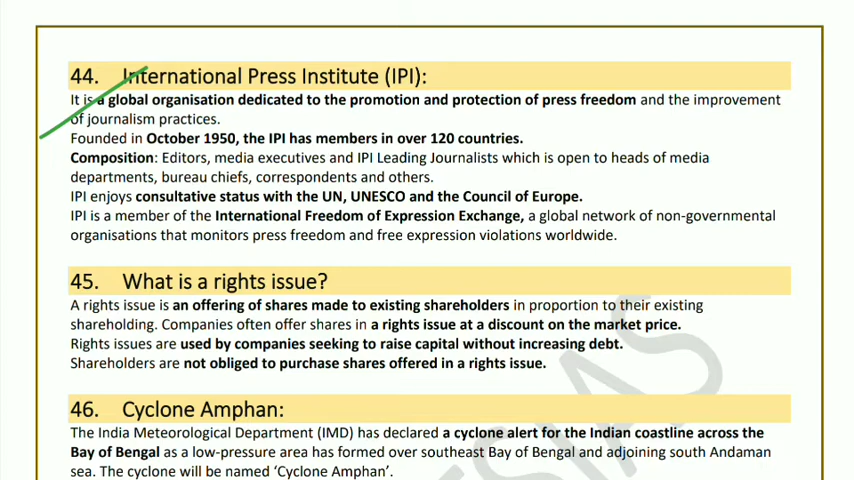 44. International Press Institute (IPI):
It is a global organisation dedicated to the promotion and protection of press freedom and the improvement
of journalism practices.
Founded in October 1950, the IPI has members in over 120 countries.
Composition: Editors, media executives and IPI Leading Journalists which is open to heads of media
departments, bureau chiefs, correspondents and others.
IPI enjoys consultative status with the UN, UNESCO and the Council of Europe.
IPI is a member of the International Freedom of Expression Exchange, a global network of non-governmental
organisations that monitors press freedom and free expression violations worldwide.
45. What is a rights issue?
A rights issue is an offering of shares made to existing shareholders in proportion to their existing
shareholding. Companies often offer shares in a rights issue at a discount on the market price.
Rights issues are used by companies seeking to raise capital without increasing debt.
Shareholders are not obliged to purchase shares offered in a rights issue.
46. Cyclone Amphan:
The India Meteorological Department (IMD) has declared a cyclone alert for the Indian coastline across the
Bay of Bengal as a low-pressure area has formed over southeast Bay of Bengal and adjoining south Andaman
sea. The cyclone will be named ‘Cyclone Amphan’.